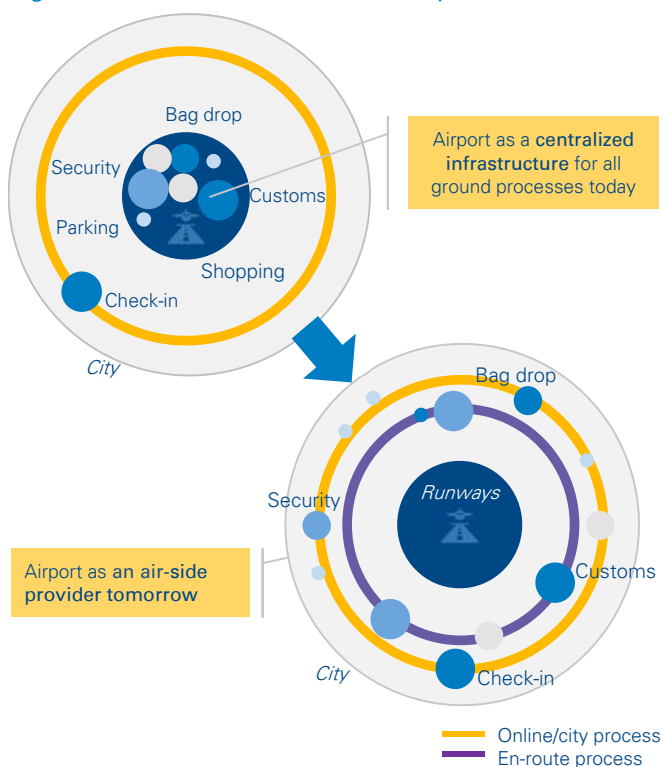 Bag drop
Security
Customs
Parking
Shopping
Check-in
City
Airport as a centralized
infrastructure for all
ground processes today
Bag drop
Runways
Security
Customs
Airport as an air-side
provider tomorrow
City
Check-in
Online/city process
En-route process